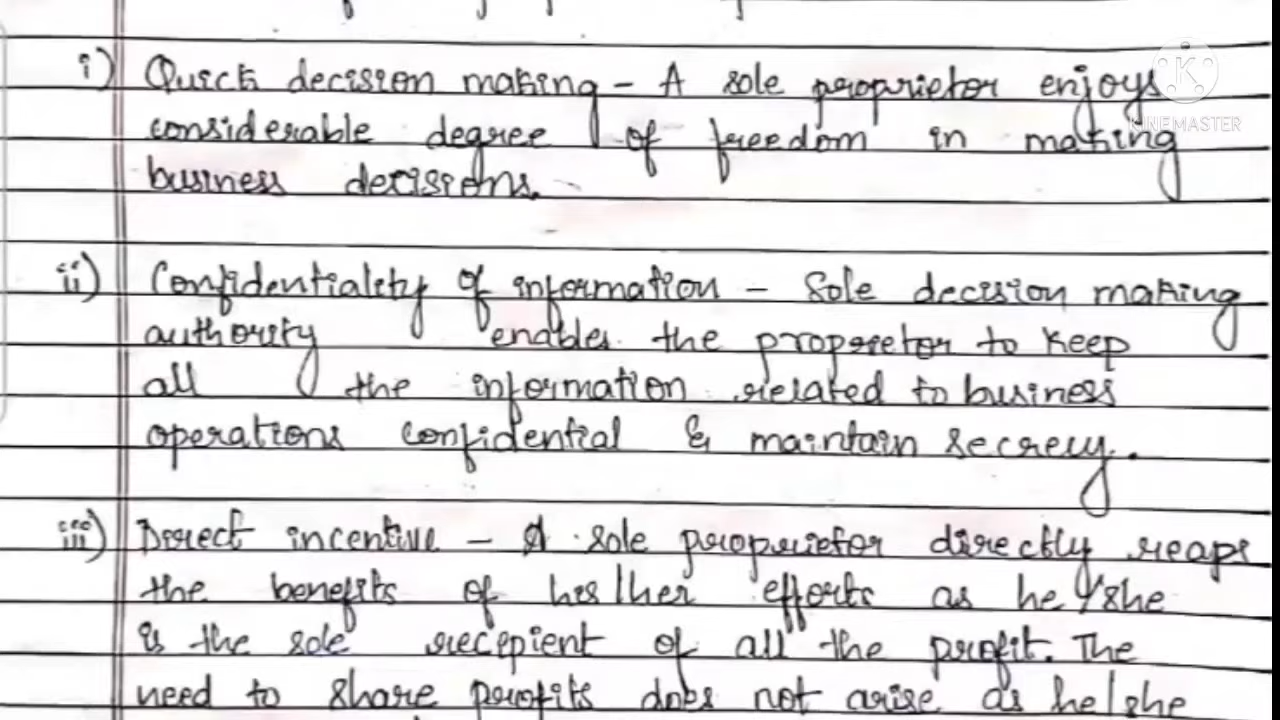 i) Quick decision making - A sole proprietor enjoys
considerable degree of freedom in making
business decisions.
ii) Confidentiality of information - Sole decision making
authority enables the proprietor to keep
all the information related to business
operations confidential & maintain secrecy.
iii) Direct incentive - A sole proprietor directly reaps
the benefits of his/her efforts as he/she
is the sole recipient of all the profit. The
need to share profits does not arise as he/she
K
KINEMASTER